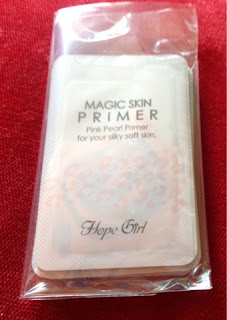 MAGIC SKIN
PRIMER
Pink Pearl Primer
for your silky soft skin.
Hope Girl